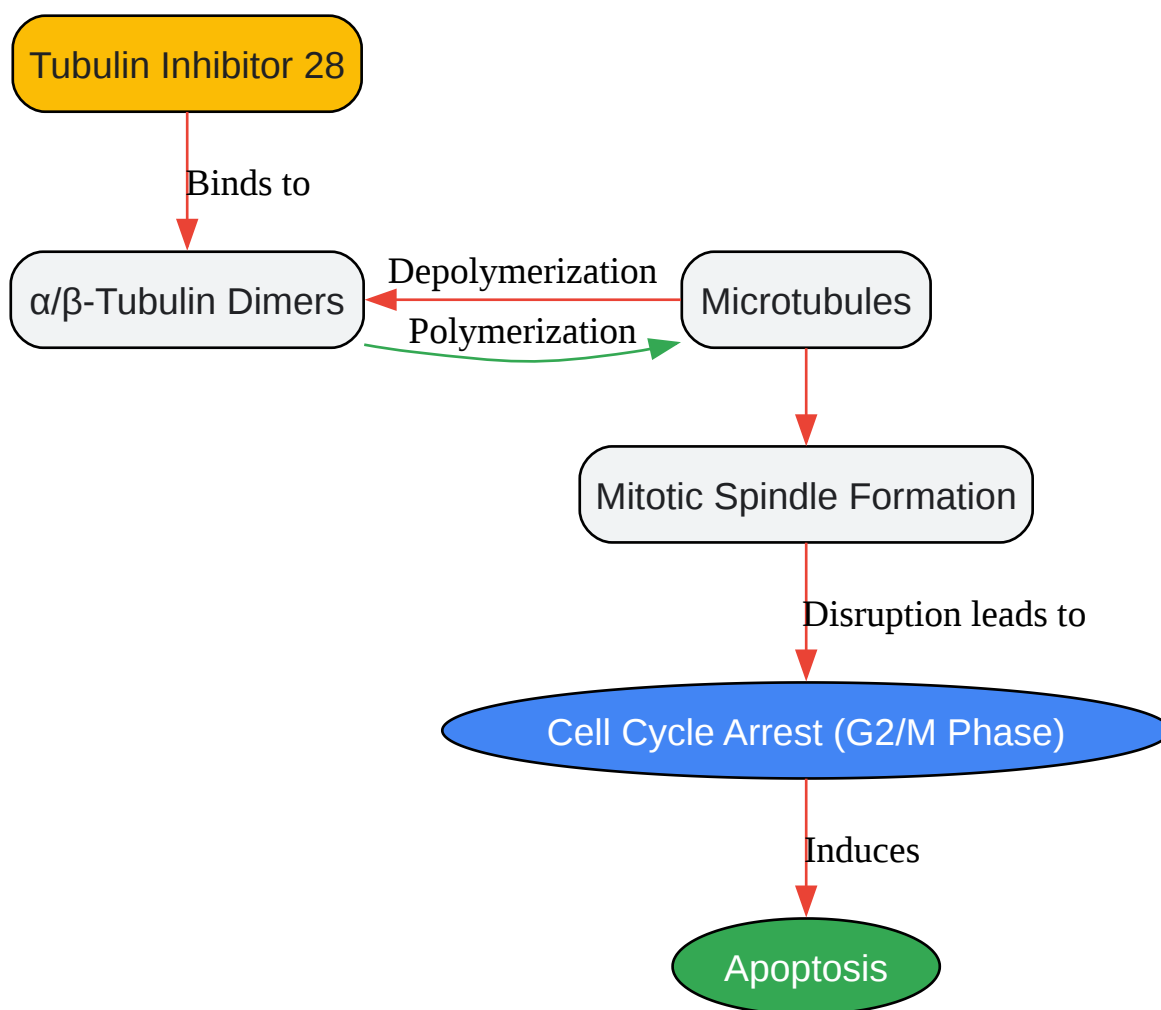 Tubulin Inhibitor 28
Binds to
Depolymerization
α/β-Tubulin Dimers
Microtubules
Polymerization
Mitotic Spindle Formation
Disruption leads to
Cell Cycle Arrest (G2/M Phase)
Induces
Apoptosis